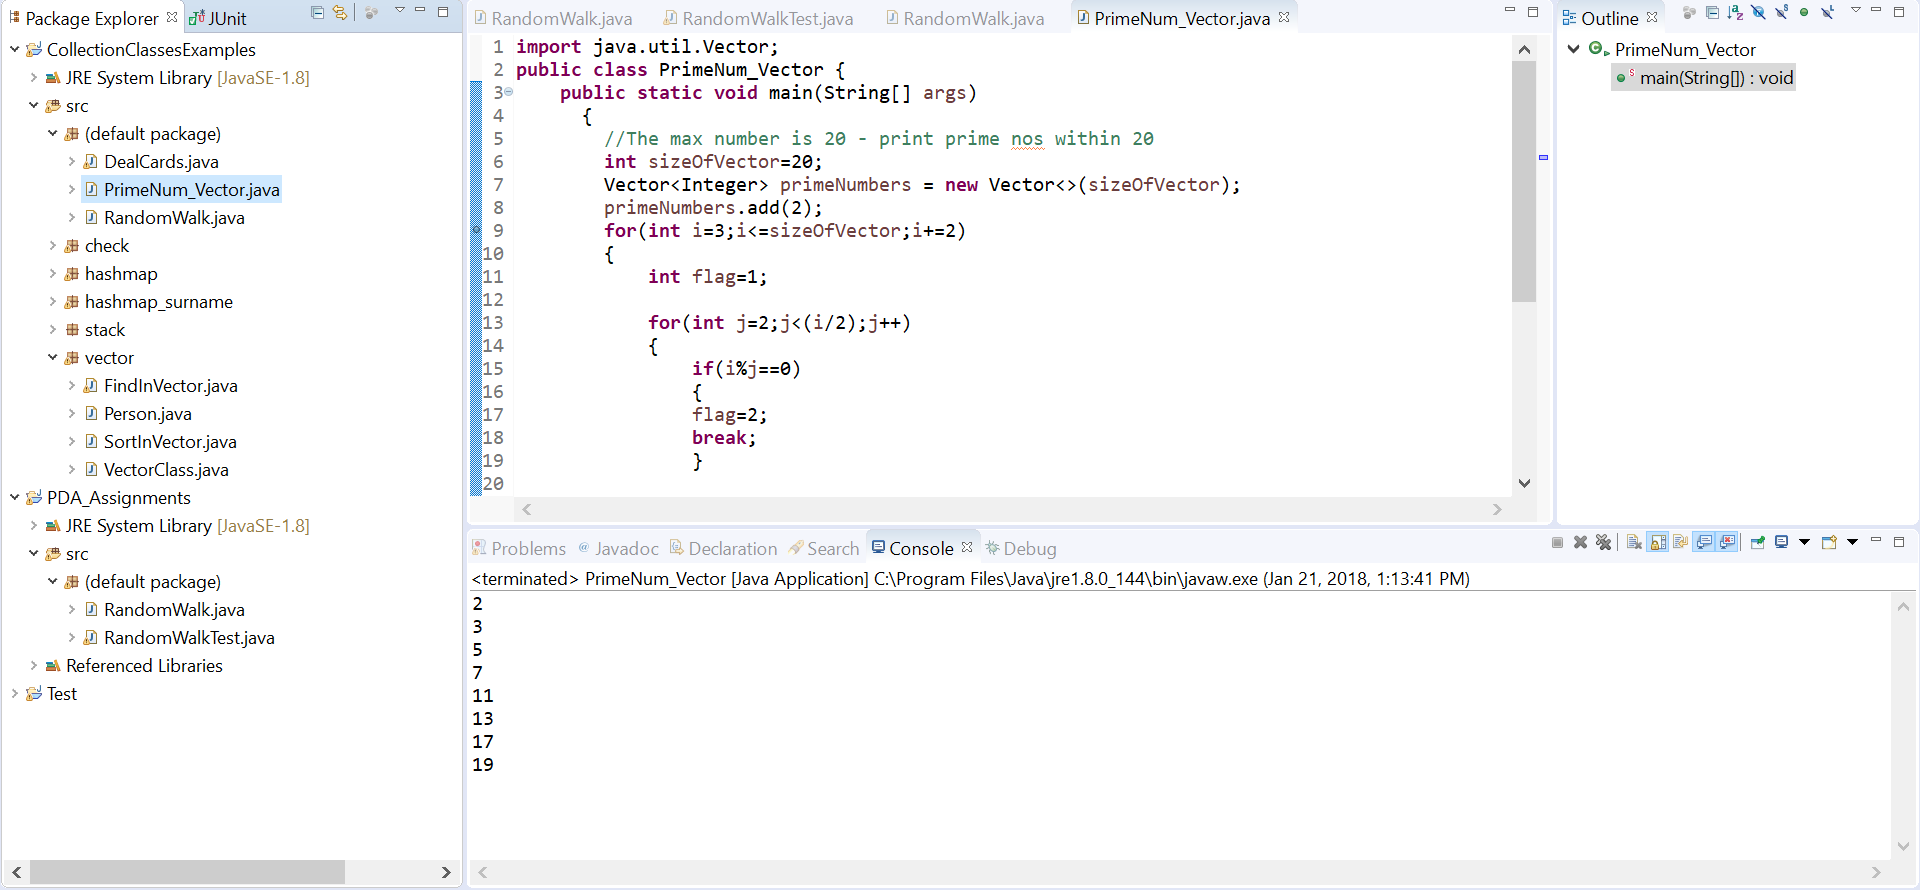 Package Explorer
JUnit
CollectionClassesExamples
JRE System Library [JavaSE-1.8]
src
(default package)
DealCards.java
PrimeNum_Vector.java
RandomWalk.java
check
hashmap
hashmap_surname
stack
vector
FindInVector.java
Person.java
SortInVector.java
VectorClass.java
PDA_Assignments
JRE System Library [JavaSE-1.8]
src
(default package)
RandomWalk.java
RandomWalkTest.java
Referenced Libraries
Test
RandomWalk.java RandomWalkTest.java RandomWalk.java PrimeNum_Vector.java
1 import java.util.Vector;
2 public class PrimeNum_Vector {
3 public static void main(String[] args)
4 {
5 //The max number is 20 - print prime nos within 20
6 int sizeOfVector=20;
7 Vector<Integer> primeNumbers = new Vector<>(sizeOfVector);
8 primeNumbers.add(2);
9 for(int i=3;i<=sizeOfVector;i+=2)
10 {
11 int flag=1;
12
13 for(int j=2;j<(i/2);j++)
14 {
15 if(i%j==0)
16 {
17 flag=2;
18 break;
19 }
20
Outline
PrimeNum_Vector
main(String[]) : void
Problems @ Javadoc Declaration Search Console Debug
<terminated> PrimeNum_Vector [Java Application] C:\Program Files\Java\jre1.8.0_144\bin\javaw.exe (Jan 21, 2018, 1:13:41 PM)
2
3
5
7
11
13
17
19